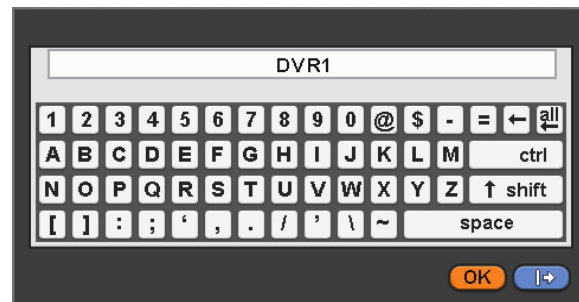 DVR1
1 2 3 4 5 6 7 8 9 0 @ $ - = ← all ←
A B C D E F G H I J K L M ctrl
N O P Q R S T U V W X Y Z ↑ shift
[ ] : ; ‘ , . / ’ \ ~ space
OK